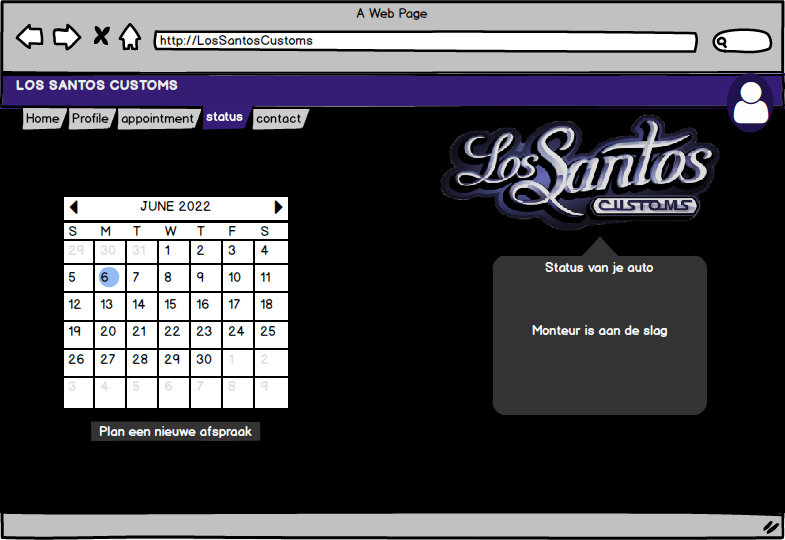 A Web Page
http://LosSantosCustoms
LOS SANTOS CUSTOMS
Home Profile appointment status contact
Los Santos
CUSTOMS
JUNE 2022
S M T W T F S
29 30 31 1 2 3 4
5 6 7 8 9 10 11
12 13 14 15 16 17 18
19 20 21 22 23 24 25
26 27 28 29 30 1 2
3 4 5 6 7 8 9
Plan een nieuwe afspraak
Status van je auto
Monteur is aan de slag